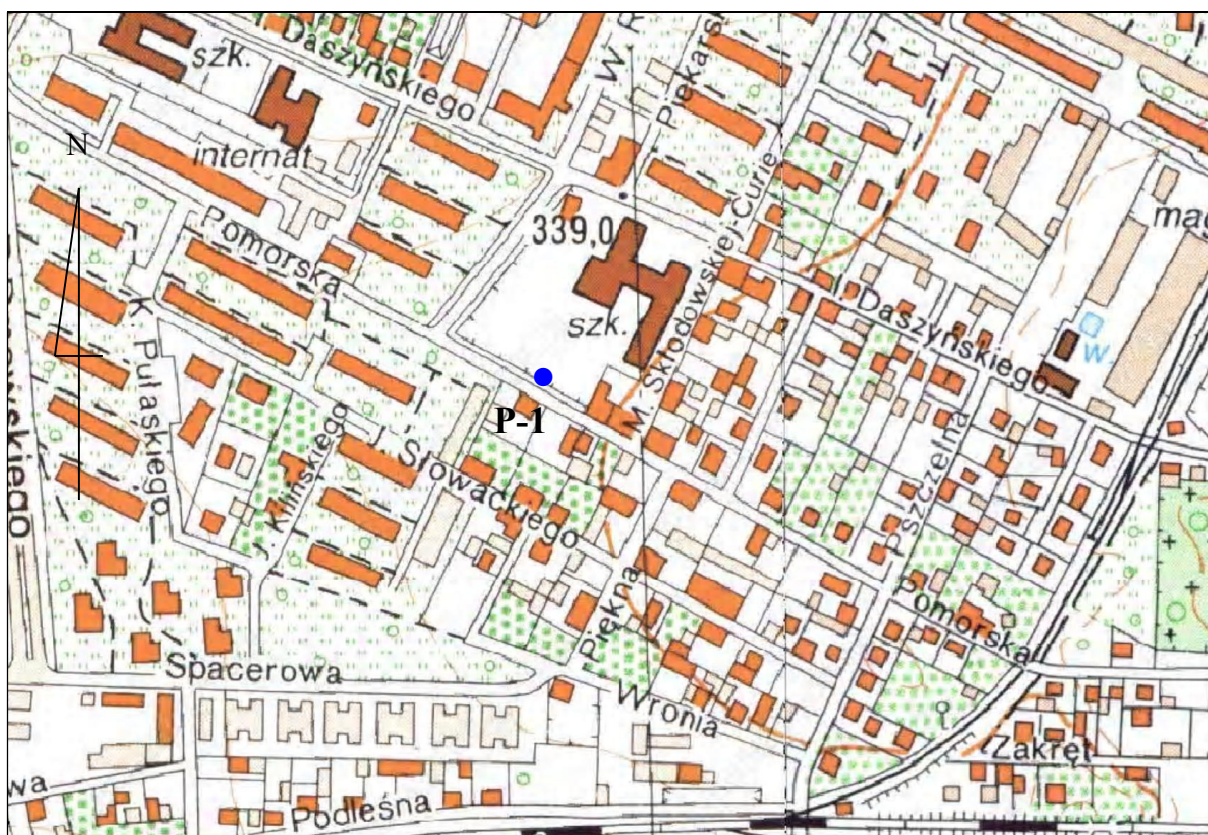 szk.
Daszyńskiego
W. R
Piekarsk
internat
N
Pomorska
339,0
szk.
M. Skłodowskiej-Curie
mag
Daszyńskiego
w.
K. Pułaskiego
P-1
Kilińskiego
Słowackiego
Pszczelna
Piękna
Pomorska
Spacerowa
Wronia
Zakręt
wa
Podleśna